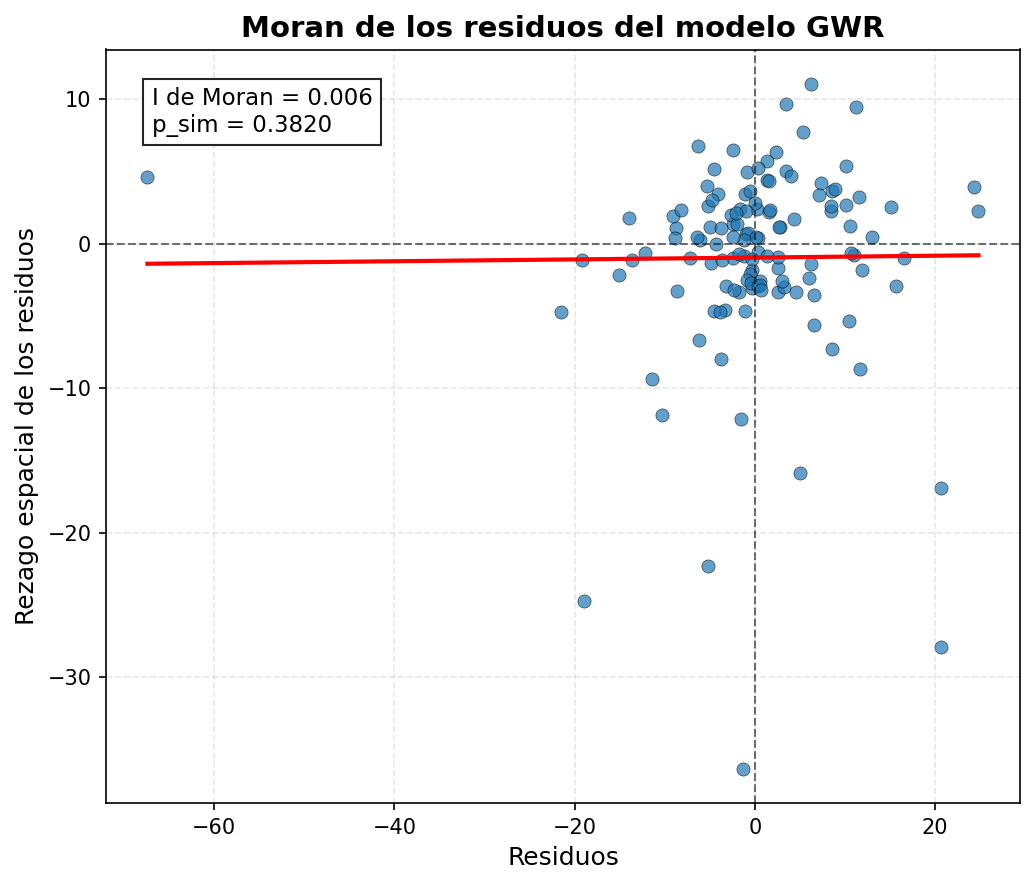 Moran de los residuos del modelo GWR
I de Moran = 0.006
p_sim = 0.3820
10
0
−10
−20
−30
Rezago espacial de los residuos
−60
−40
−20
0
20
Residuos